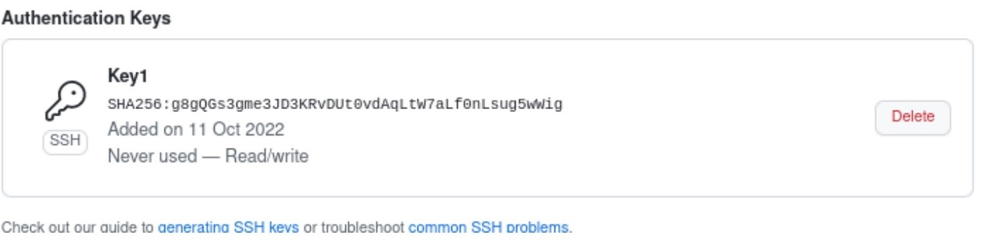 Authentication Keys
Key1
SHA256:g8gQGs3gme3JD3KRvDUt0vdAqLtW7aLf0nLsug5wWig
Added on 11 Oct 2022
SSH
Never used — Read/write
Delete
Check out our guide to generating SSH keys or troubleshoot common SSH problems.